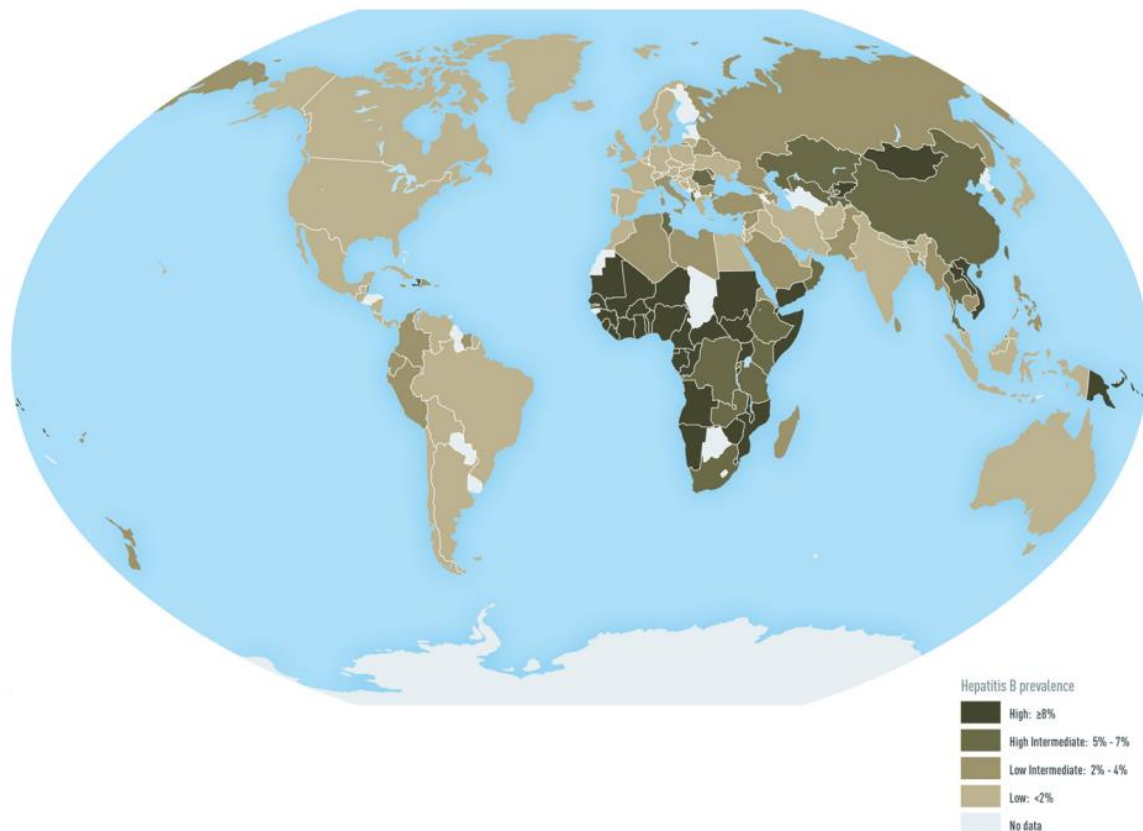 Hepatitis B prevalence
High: ≥8%
High Intermediate: 5% - 7%
Low Intermediate: 2% - 4%
Low: <2%
No data